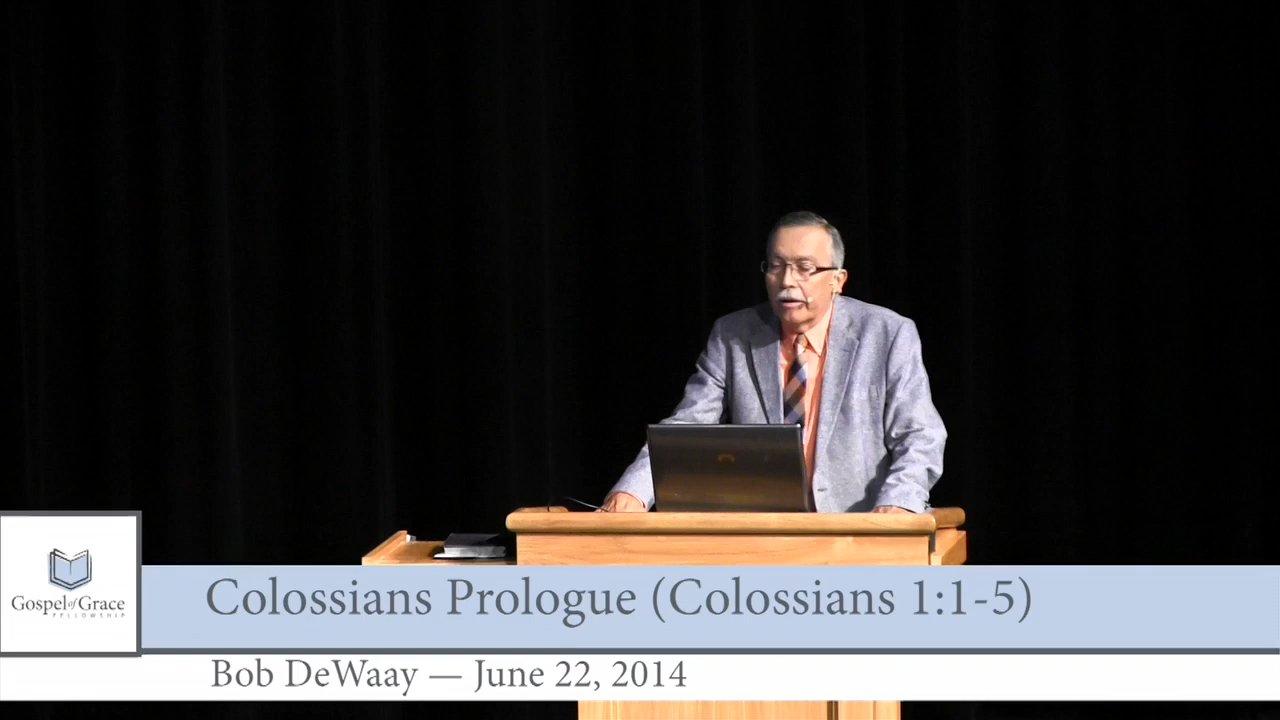 Colossians Prologue (Colossians 1:1-5)
Gospel of Grace
FELLOWSHIP
Bob DeWaay — June 22, 2014